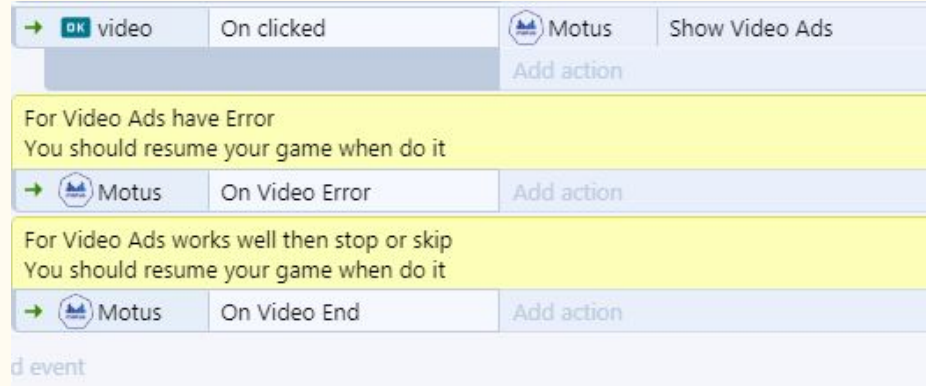 OK video On clicked Motus Show Video Ads
Add action
For Video Ads have Error
You should resume your game when do it
Motus On Video Error Add action
For Video Ads works well then stop or skip
You should resume your game when do it
Motus On Video End Add action
d event